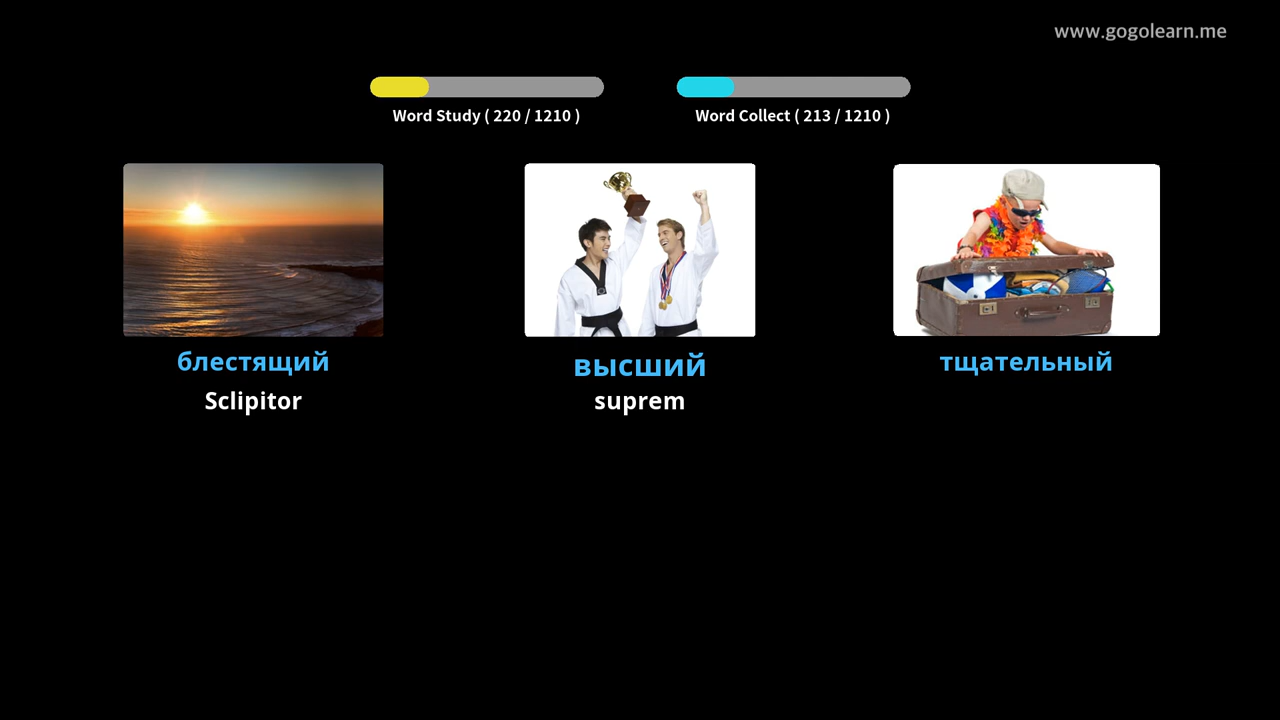 www.gogolearn.me
Word Study ( 220 / 1210 )
Word Collect ( 213 / 1210 )
блестящий
высший
тщательный
Sclipitor
suprem